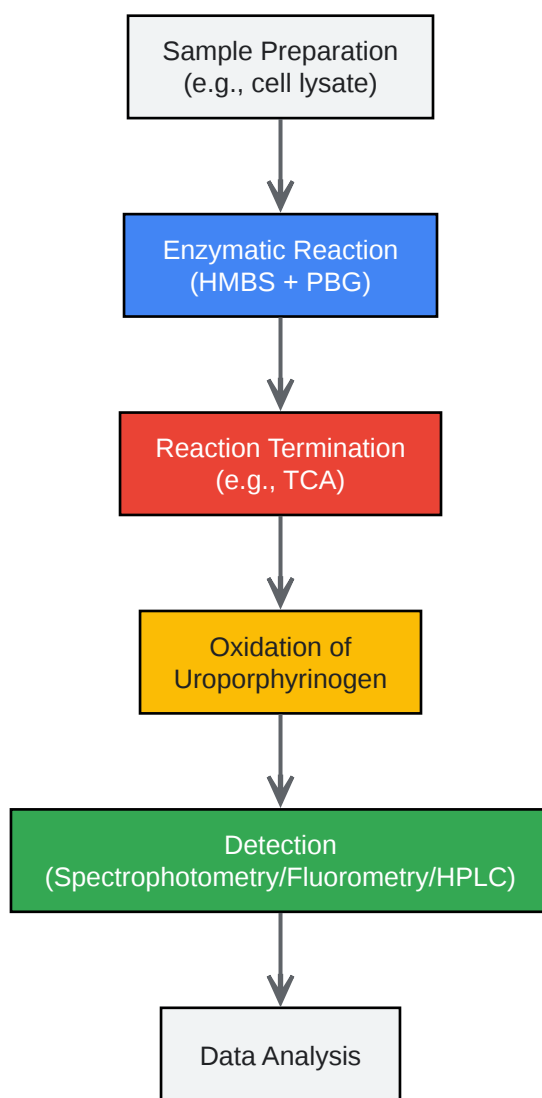 Sample Preparation
(e.g., cell lysate)
Enzymatic Reaction
(HMBS + PBG)
Reaction Termination
(e.g., TCA)
Oxidation of
Uroporphyrinogen
Detection
(Spectrophotometry/Fluorometry/HPLC)
Data Analysis